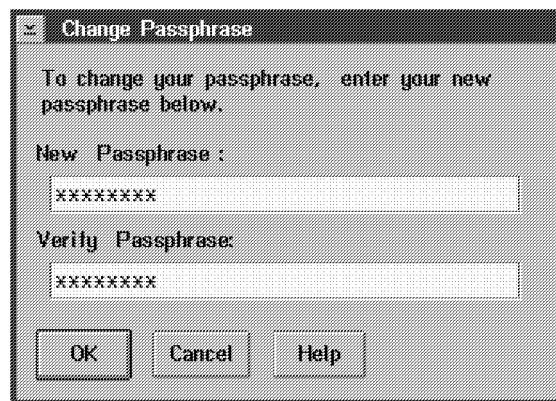 Change Passphrase
To change your passphrase, enter your new
passphrase below.
New Passphrase :
xxxxxxxx
Verify Passphrase:
xxxxxxxx
OK Cancel Help